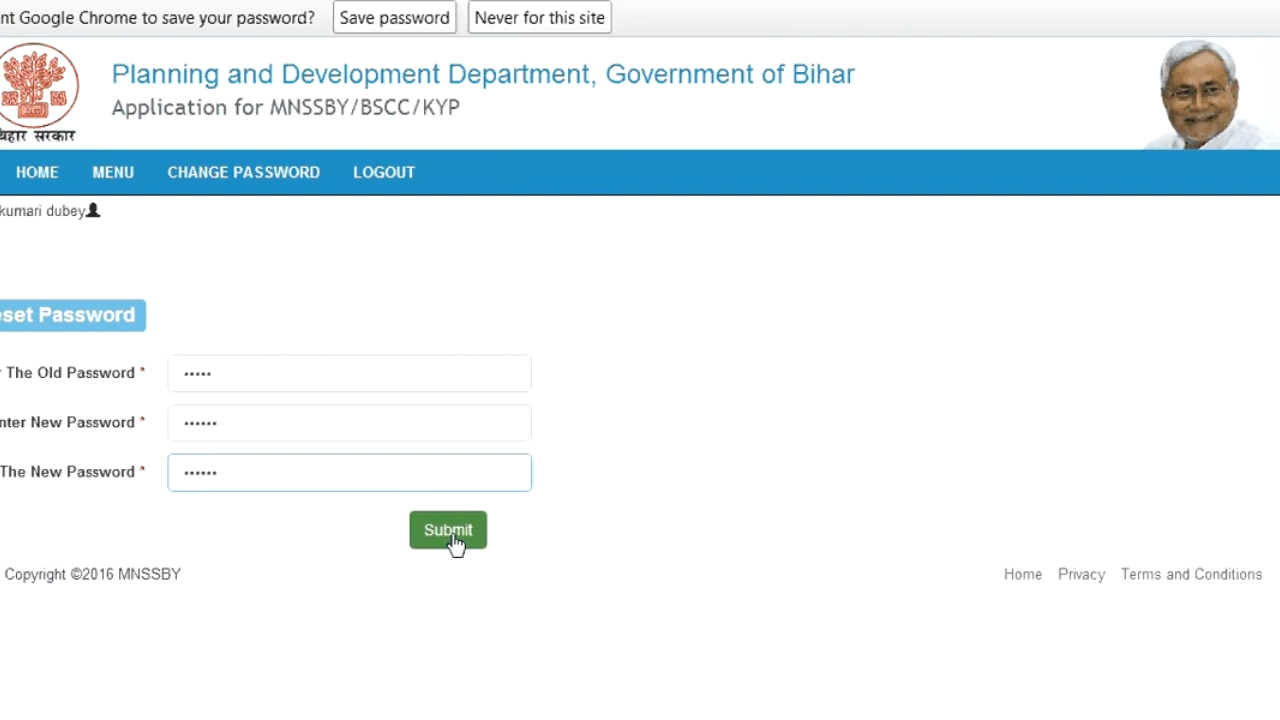 nt Google Chrome to save your password? Save password Never for this site
Planning and Development Department, Government of Bihar
Application for MNSSBY/BSCC/KYP
बिहार सरकार
HOME MENU CHANGE PASSWORD LOGOUT
kumari dubey
eset Password
r The Old Password * •••••
nter New Password * ••••••
The New Password * ••••••
Submit
Copyright ©2016 MNSSBY Home Privacy Terms and Conditions